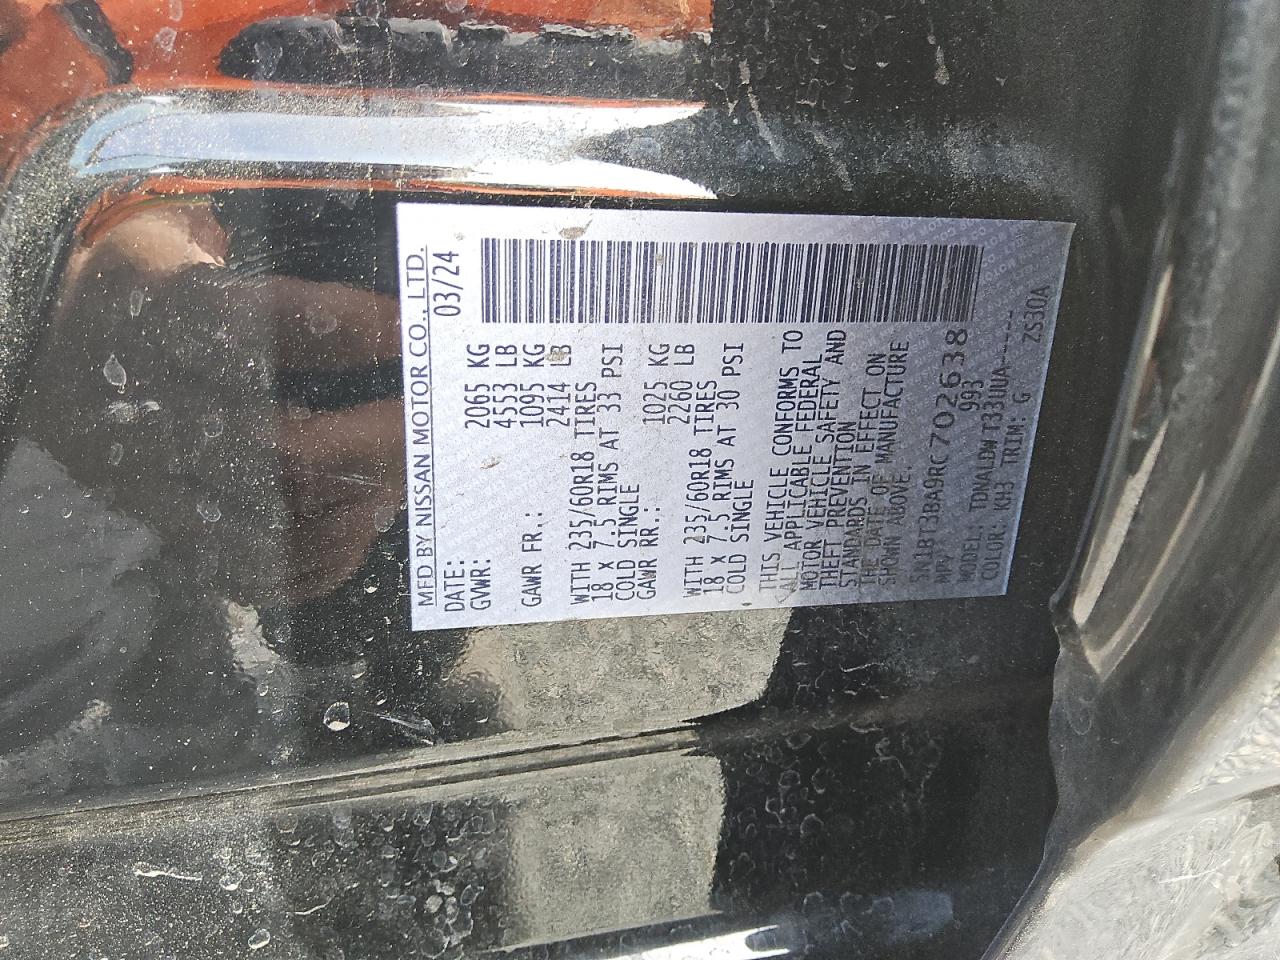 MFD BY NISSAN MOTOR CO., LTD.
DATE: 03/24
GVWR: 2065 KG
4553 LB
GAWR FR.: 1095 KG
2414 LB
WITH 235/60R18 TIRES
18 X 7.5 RIMS AT 33 PSI
COLD SINGLE
GAWR RR.: 1025 KG
2260 LB
WITH 235/60R18 TIRES
18 X 7.5 RIMS AT 30 PSI
COLD SINGLE
THIS VEHICLE CONFORMS TO
ALL APPLICABLE FEDERAL
MOTOR VEHICLE SAFETY AND
THEFT PREVENTION
STANDARDS IN EFFECT ON
THE DATE OF MANUFACTURE
SHOWN ABOVE.
5N1BT3BA9RC702638
MPV 993
MODEL: TDNALDWT33UUA------
COLOR: KH3 TRIM: G ZS30A